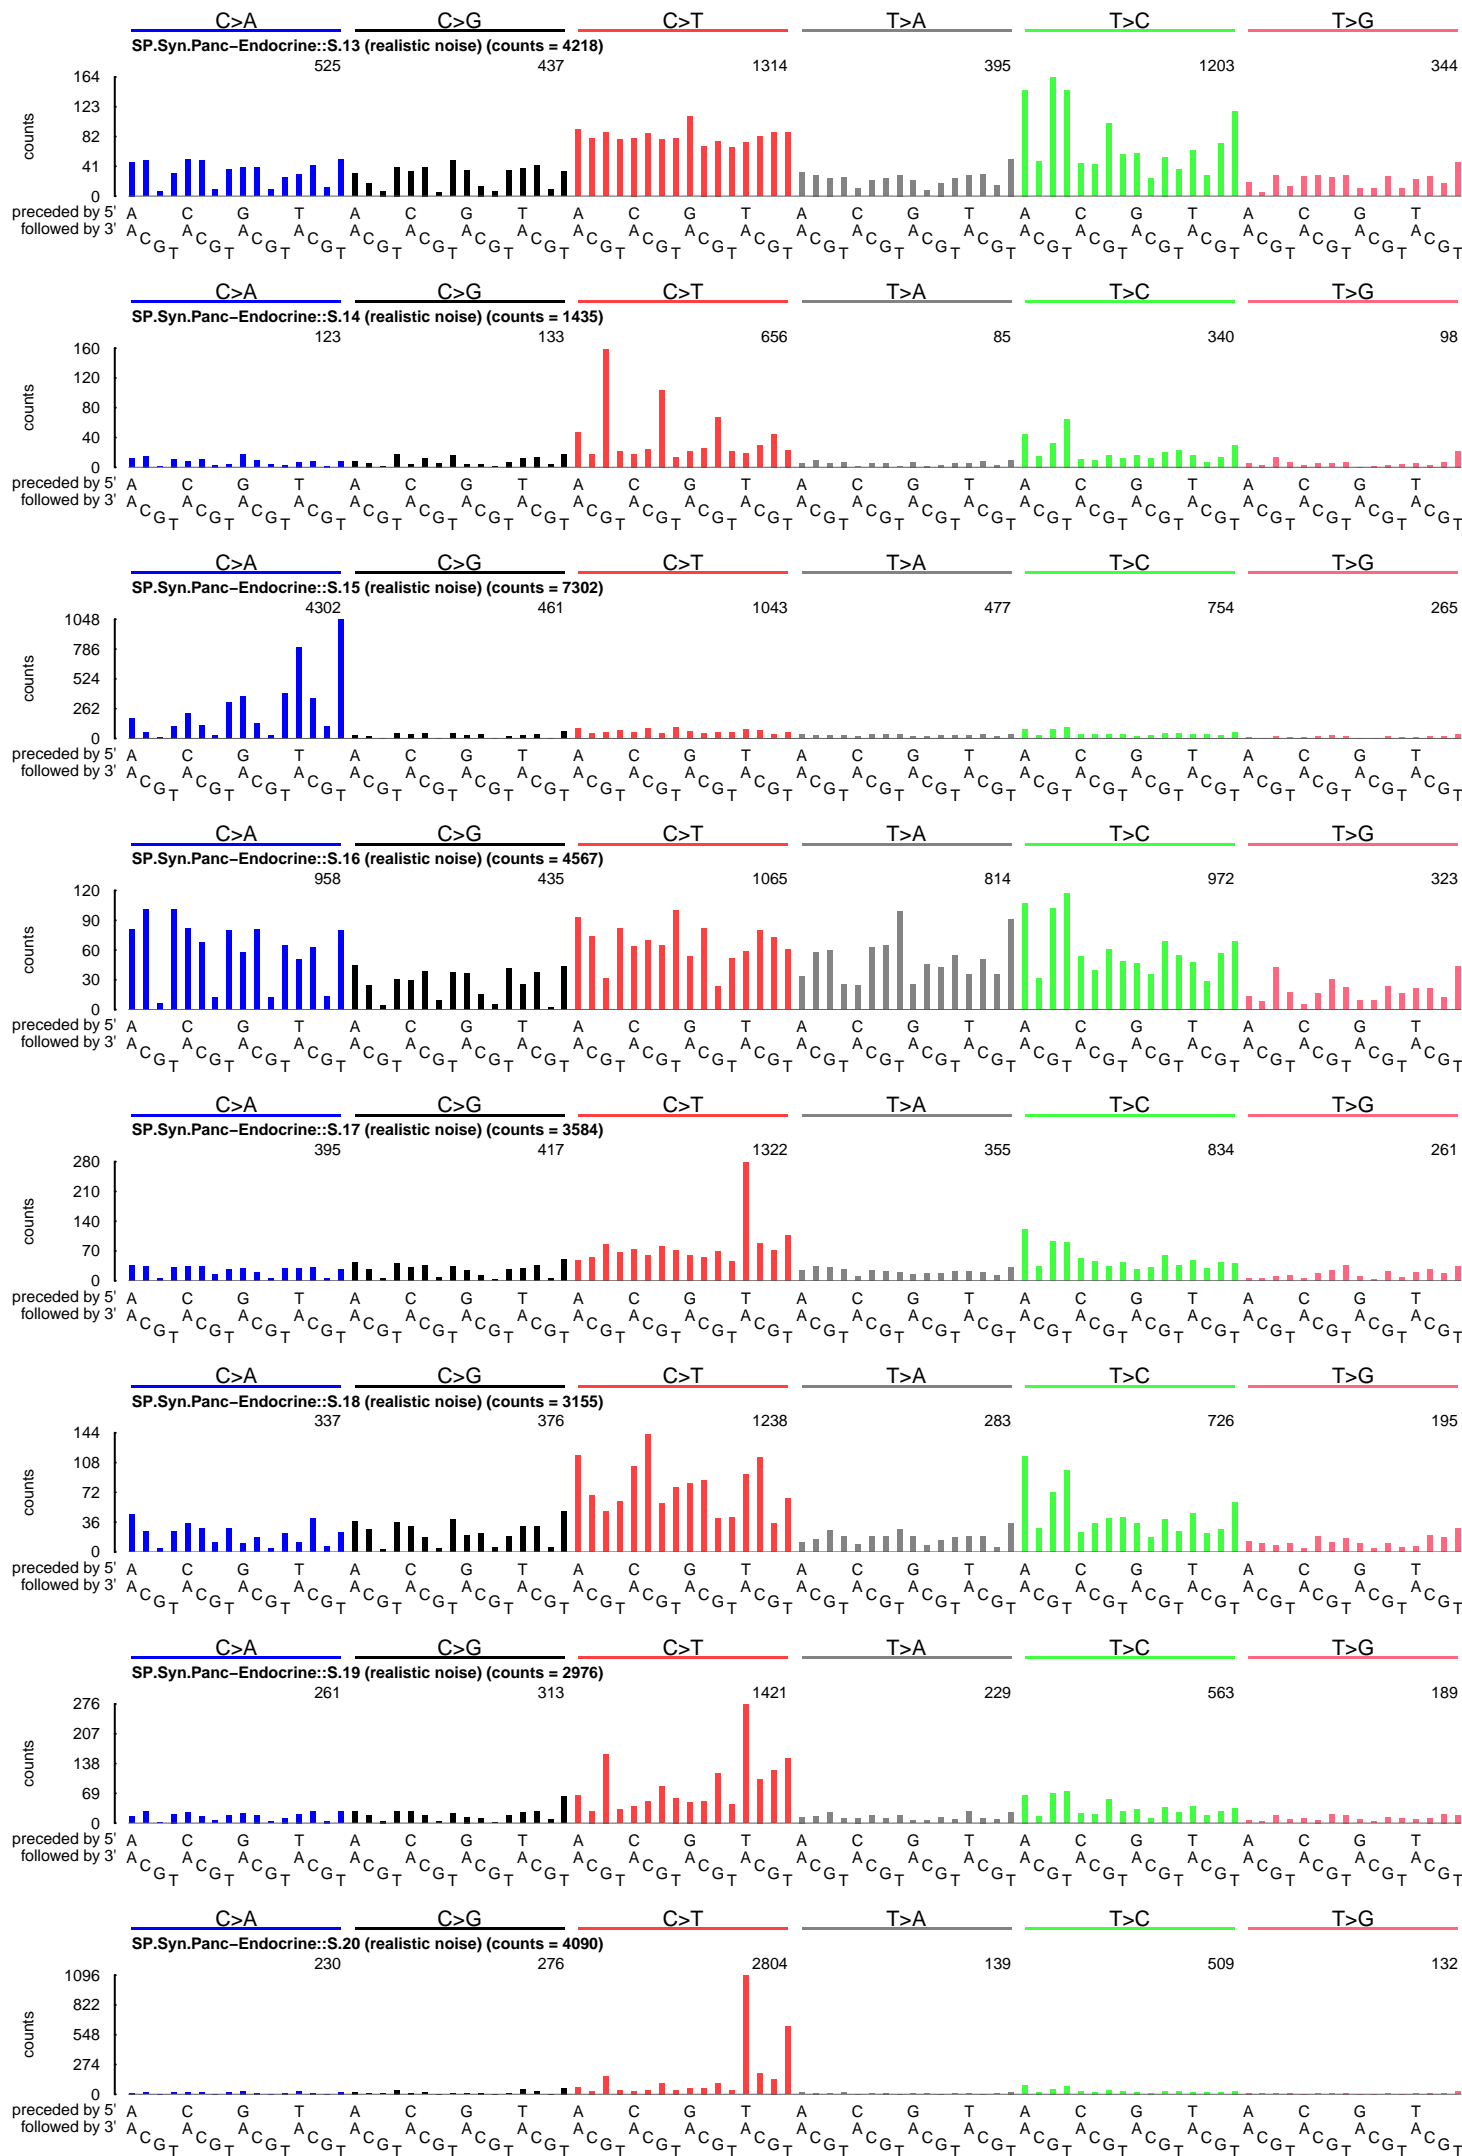 C>A C>G C>T T>A T>C T>G
SP.Syn.Panc−Endocrine::S.13 (realistic noise) (counts = 4218)
525 437 1314 395 1203 344
164
123
82
41
0
counts
preceded by 5' A C G T A C G T A C G T A C G T A C G T A C G T
followed by 3' A C G T A C G T A C G T A C G T A C G T A C G T A C G T A C G T A C G T A C G T A C G T A C G T A C G T A C G T A C G T A C G T A C G T A C G T A C G T A C G T A C G T A C G T A C G T A C G T
C>A C>G C>T T>A T>C T>G
SP.Syn.Panc−Endocrine::S.14 (realistic noise) (counts = 1435)
123 133 656 85 340 98
160
120
80
40
0
counts
preceded by 5' A C G T A C G T A C G T A C G T A C G T A C G T
followed by 3' A C G T A C G T A C G T A C G T A C G T A C G T A C G T A C G T A C G T A C G T A C G T A C G T A C G T A C G T A C G T A C G T A C G T A C G T A C G T A C G T A C G T A C G T A C G T A C G T
C>A C>G C>T T>A T>C T>G
SP.Syn.Panc−Endocrine::S.15 (realistic noise) (counts = 7302)
4302 461 1043 477 754 265
1048
786
524
262
0
counts
preceded by 5' A C G T A C G T A C G T A C G T A C G T A C G T
followed by 3' A C G T A C G T A C G T A C G T A C G T A C G T A C G T A C G T A C G T A C G T A C G T A C G T A C G T A C G T A C G T A C G T A C G T A C G T A C G T A C G T A C G T A C G T A C G T A C G T
C>A C>G C>T T>A T>C T>G
SP.Syn.Panc−Endocrine::S.16 (realistic noise) (counts = 4567)
958 435 1065 814 972 323
120
90
60
30
0
counts
preceded by 5' A C G T A C G T A C G T A C G T A C G T A C G T
followed by 3' A C G T A C G T A C G T A C G T A C G T A C G T A C G T A C G T A C G T A C G T A C G T A C G T A C G T A C G T A C G T A C G T A C G T A C G T A C G T A C G T A C G T A C G T A C G T A C G T
C>A C>G C>T T>A T>C T>G
SP.Syn.Panc−Endocrine::S.17 (realistic noise) (counts = 3584)
395 417 1322 355 834 261
280
210
140
70
0
counts
preceded by 5' A C G T A C G T A C G T A C G T A C G T A C G T
followed by 3' A C G T A C G T A C G T A C G T A C G T A C G T A C G T A C G T A C G T A C G T A C G T A C G T A C G T A C G T A C G T A C G T A C G T A C G T A C G T A C G T A C G T A C G T A C G T A C G T
C>A C>G C>T T>A T>C T>G
SP.Syn.Panc−Endocrine::S.18 (realistic noise) (counts = 3155)
337 376 1238 283 726 195
144
108
72
36
0
counts
preceded by 5' A C G T A C G T A C G T A C G T A C G T A C G T
followed by 3' A C G T A C G T A C G T A C G T A C G T A C G T A C G T A C G T A C G T A C G T A C G T A C G T A C G T A C G T A C G T A C G T A C G T A C G T A C G T A C G T A C G T A C G T A C G T A C G T
C>A C>G C>T T>A T>C T>G
SP.Syn.Panc−Endocrine::S.19 (realistic noise) (counts = 2976)
261 313 1421 229 563 189
276
207
138
69
0
counts
preceded by 5' A C G T A C G T A C G T A C G T A C G T A C G T
followed by 3' A C G T A C G T A C G T A C G T A C G T A C G T A C G T A C G T A C G T A C G T A C G T A C G T A C G T A C G T A C G T A C G T A C G T A C G T A C G T A C G T A C G T A C G T A C G T A C G T
C>A C>G C>T T>A T>C T>G
SP.Syn.Panc−Endocrine::S.20 (realistic noise) (counts = 4090)
230 276 2804 139 509 132
1096
822
548
274
0
counts
preceded by 5' A C G T A C G T A C G T A C G T A C G T A C G T
followed by 3' A C G T A C G T A C G T A C G T A C G T A C G T A C G T A C G T A C G T A C G T A C G T A C G T A C G T A C G T A C G T A C G T A C G T A C G T A C G T A C G T A C G T A C G T A C G T A C G T